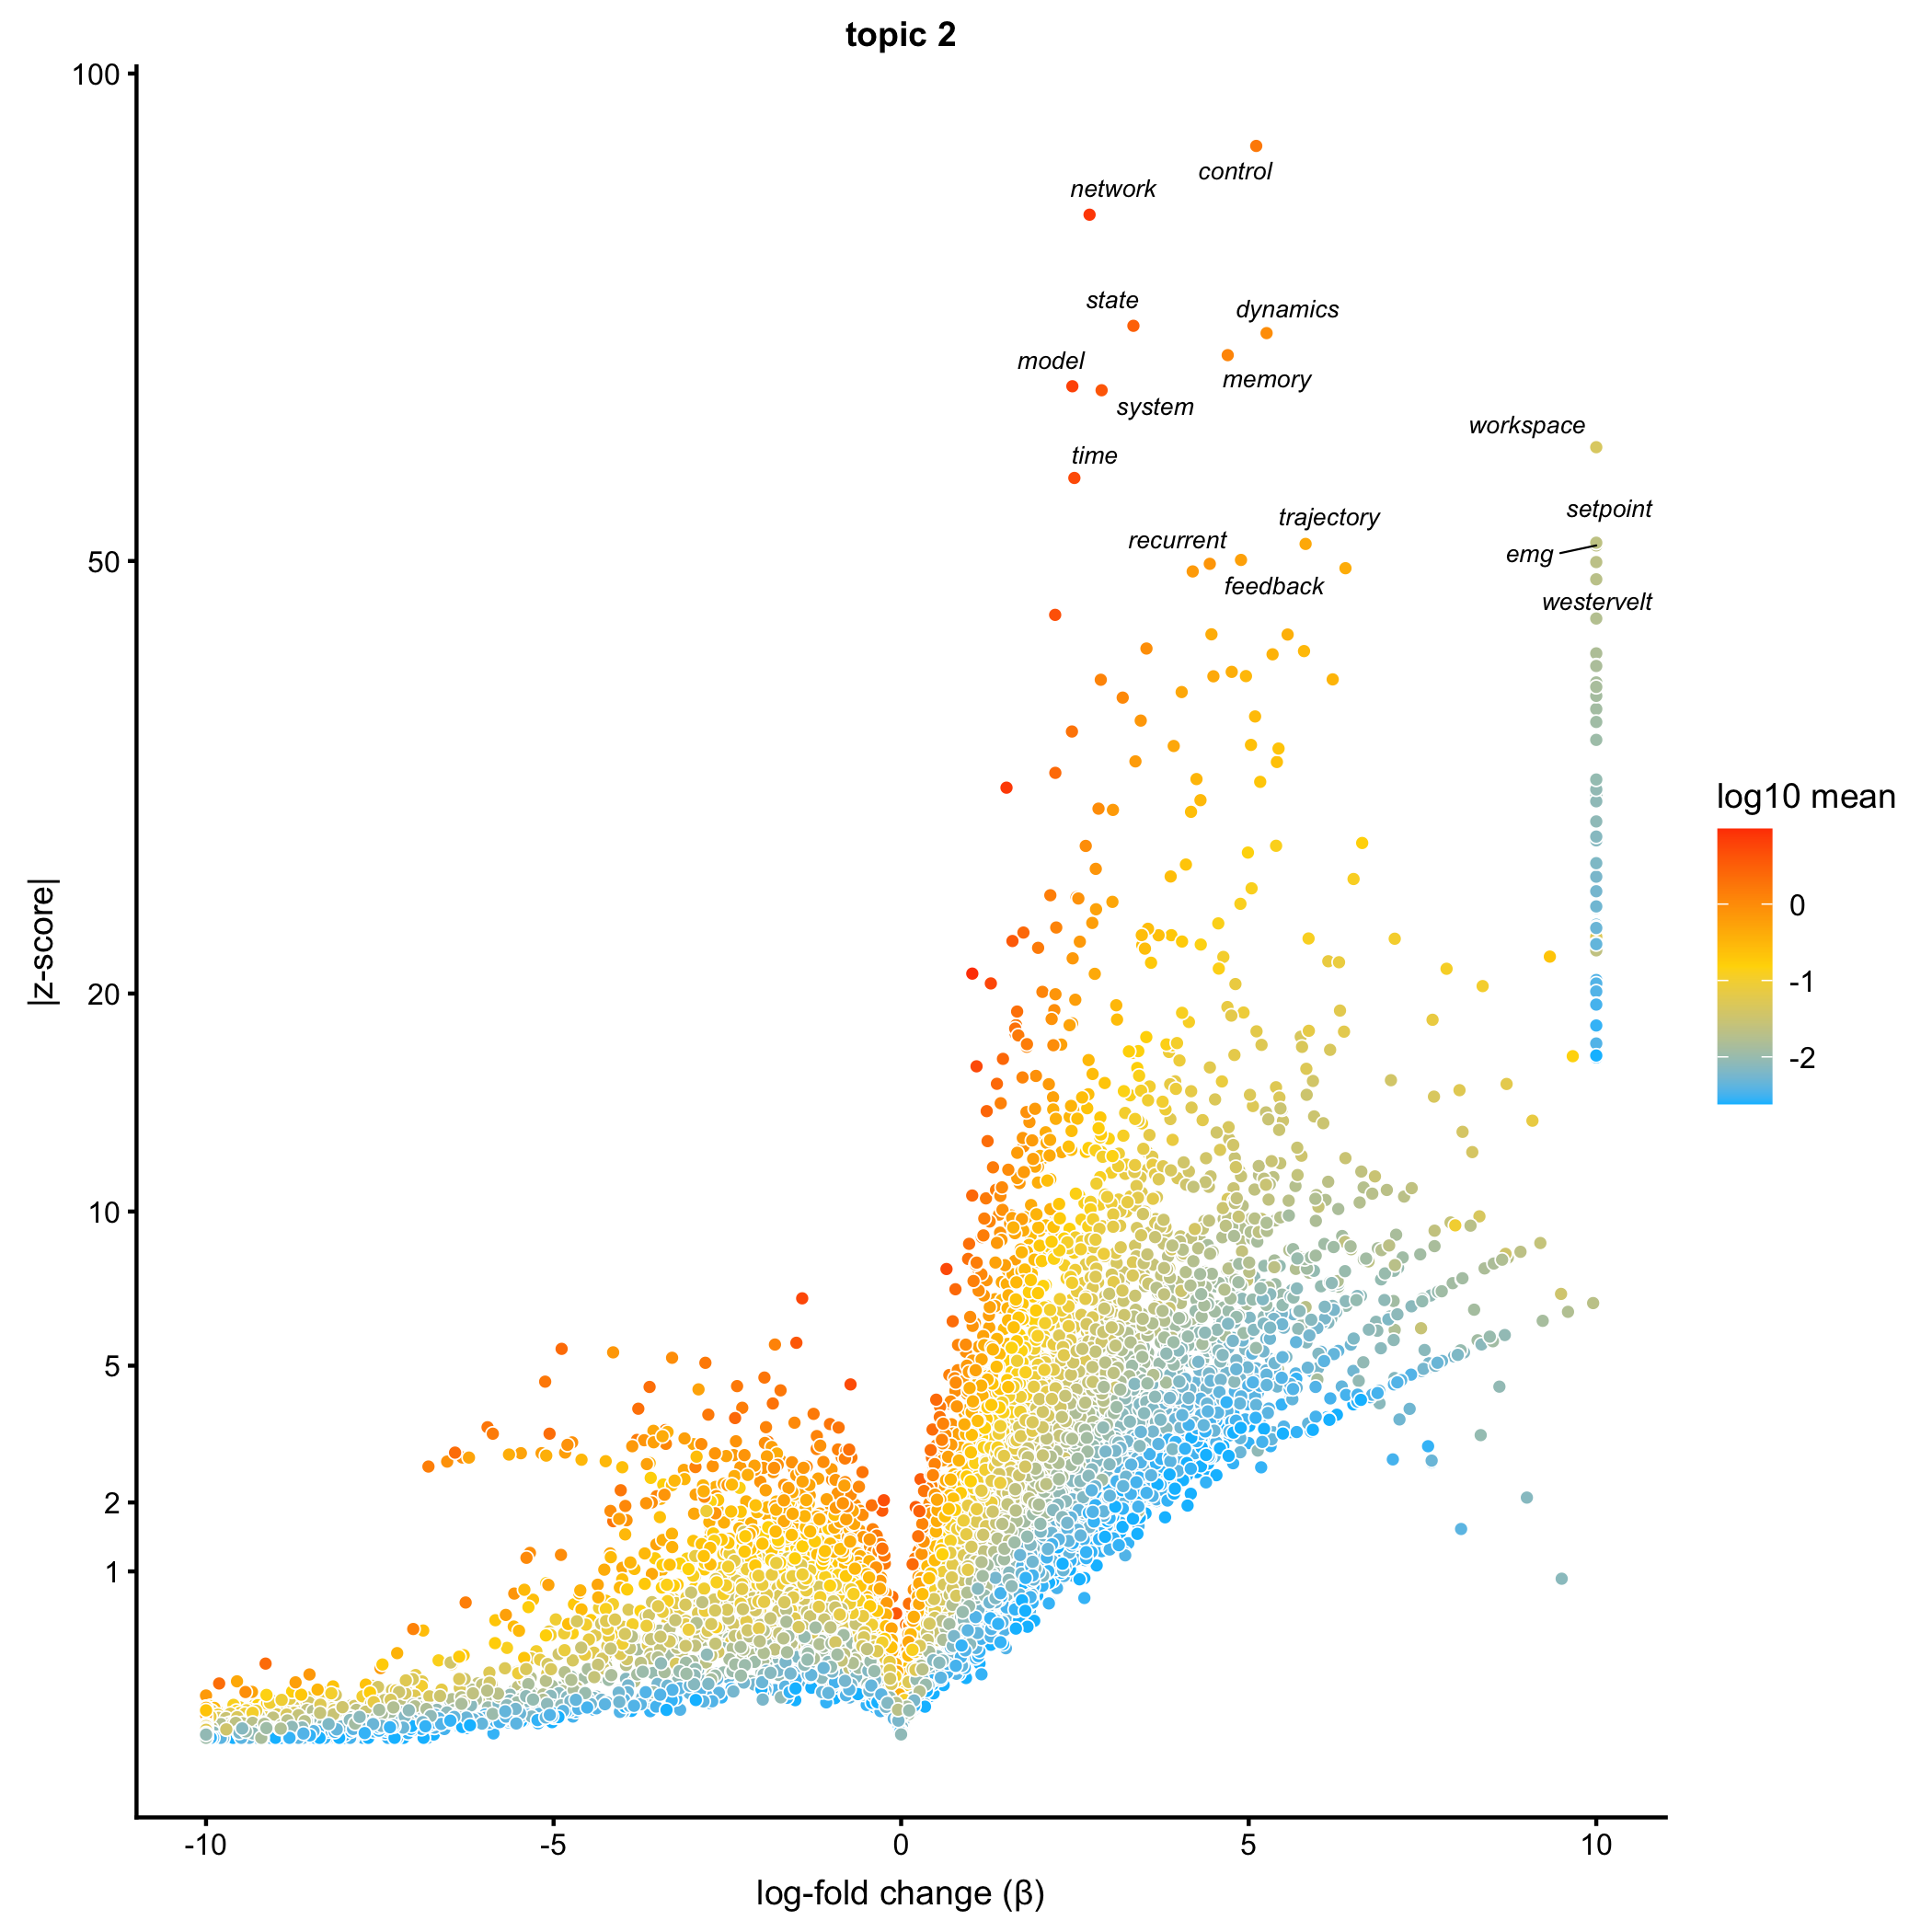 topic 2
100
control
network
state
dynamics
model
memory
system
workspace
time
setpoint
trajectory
recurrent
emg
50
feedback
westervelt
log10 mean
0
-1
-2
|z-score|
20
10
5
2
1
-10
-5
0
5
10
log-fold change (β)